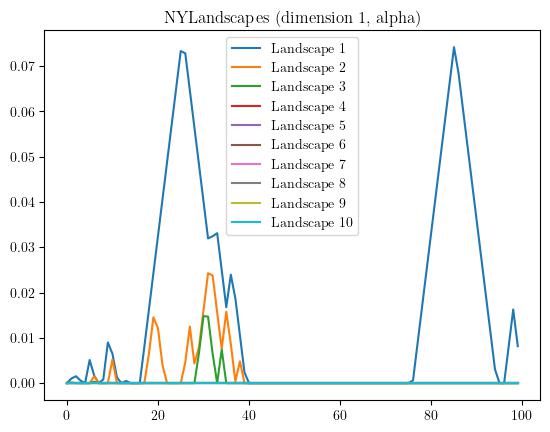 NYLandscapes (dimension 1, alpha)
Landscape 1
Landscape 2
Landscape 3
Landscape 4
Landscape 5
Landscape 6
Landscape 7
Landscape 8
Landscape 9
Landscape 10
0.07
0.06
0.05
0.04
0.03
0.02
0.01
0.00
0 20 40 60 80 100